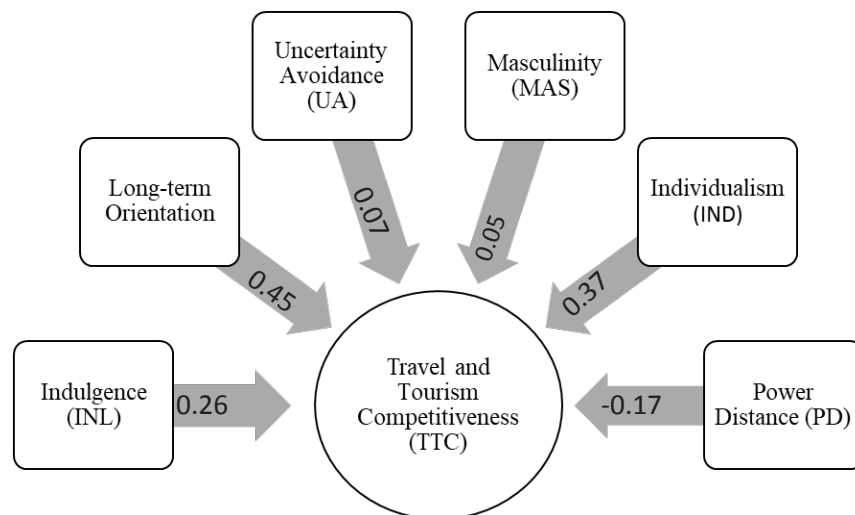 Uncertainty
Avoidance
(UA)
Masculinity
(MAS)
Long-term
Orientation
Individualism
(IND)
0.07
0.05
0.45
0.37
Indulgence
(INL)
0.26
Travel and
Tourism
Competitiveness
(TTC)
-0.17
Power
Distance (PD)